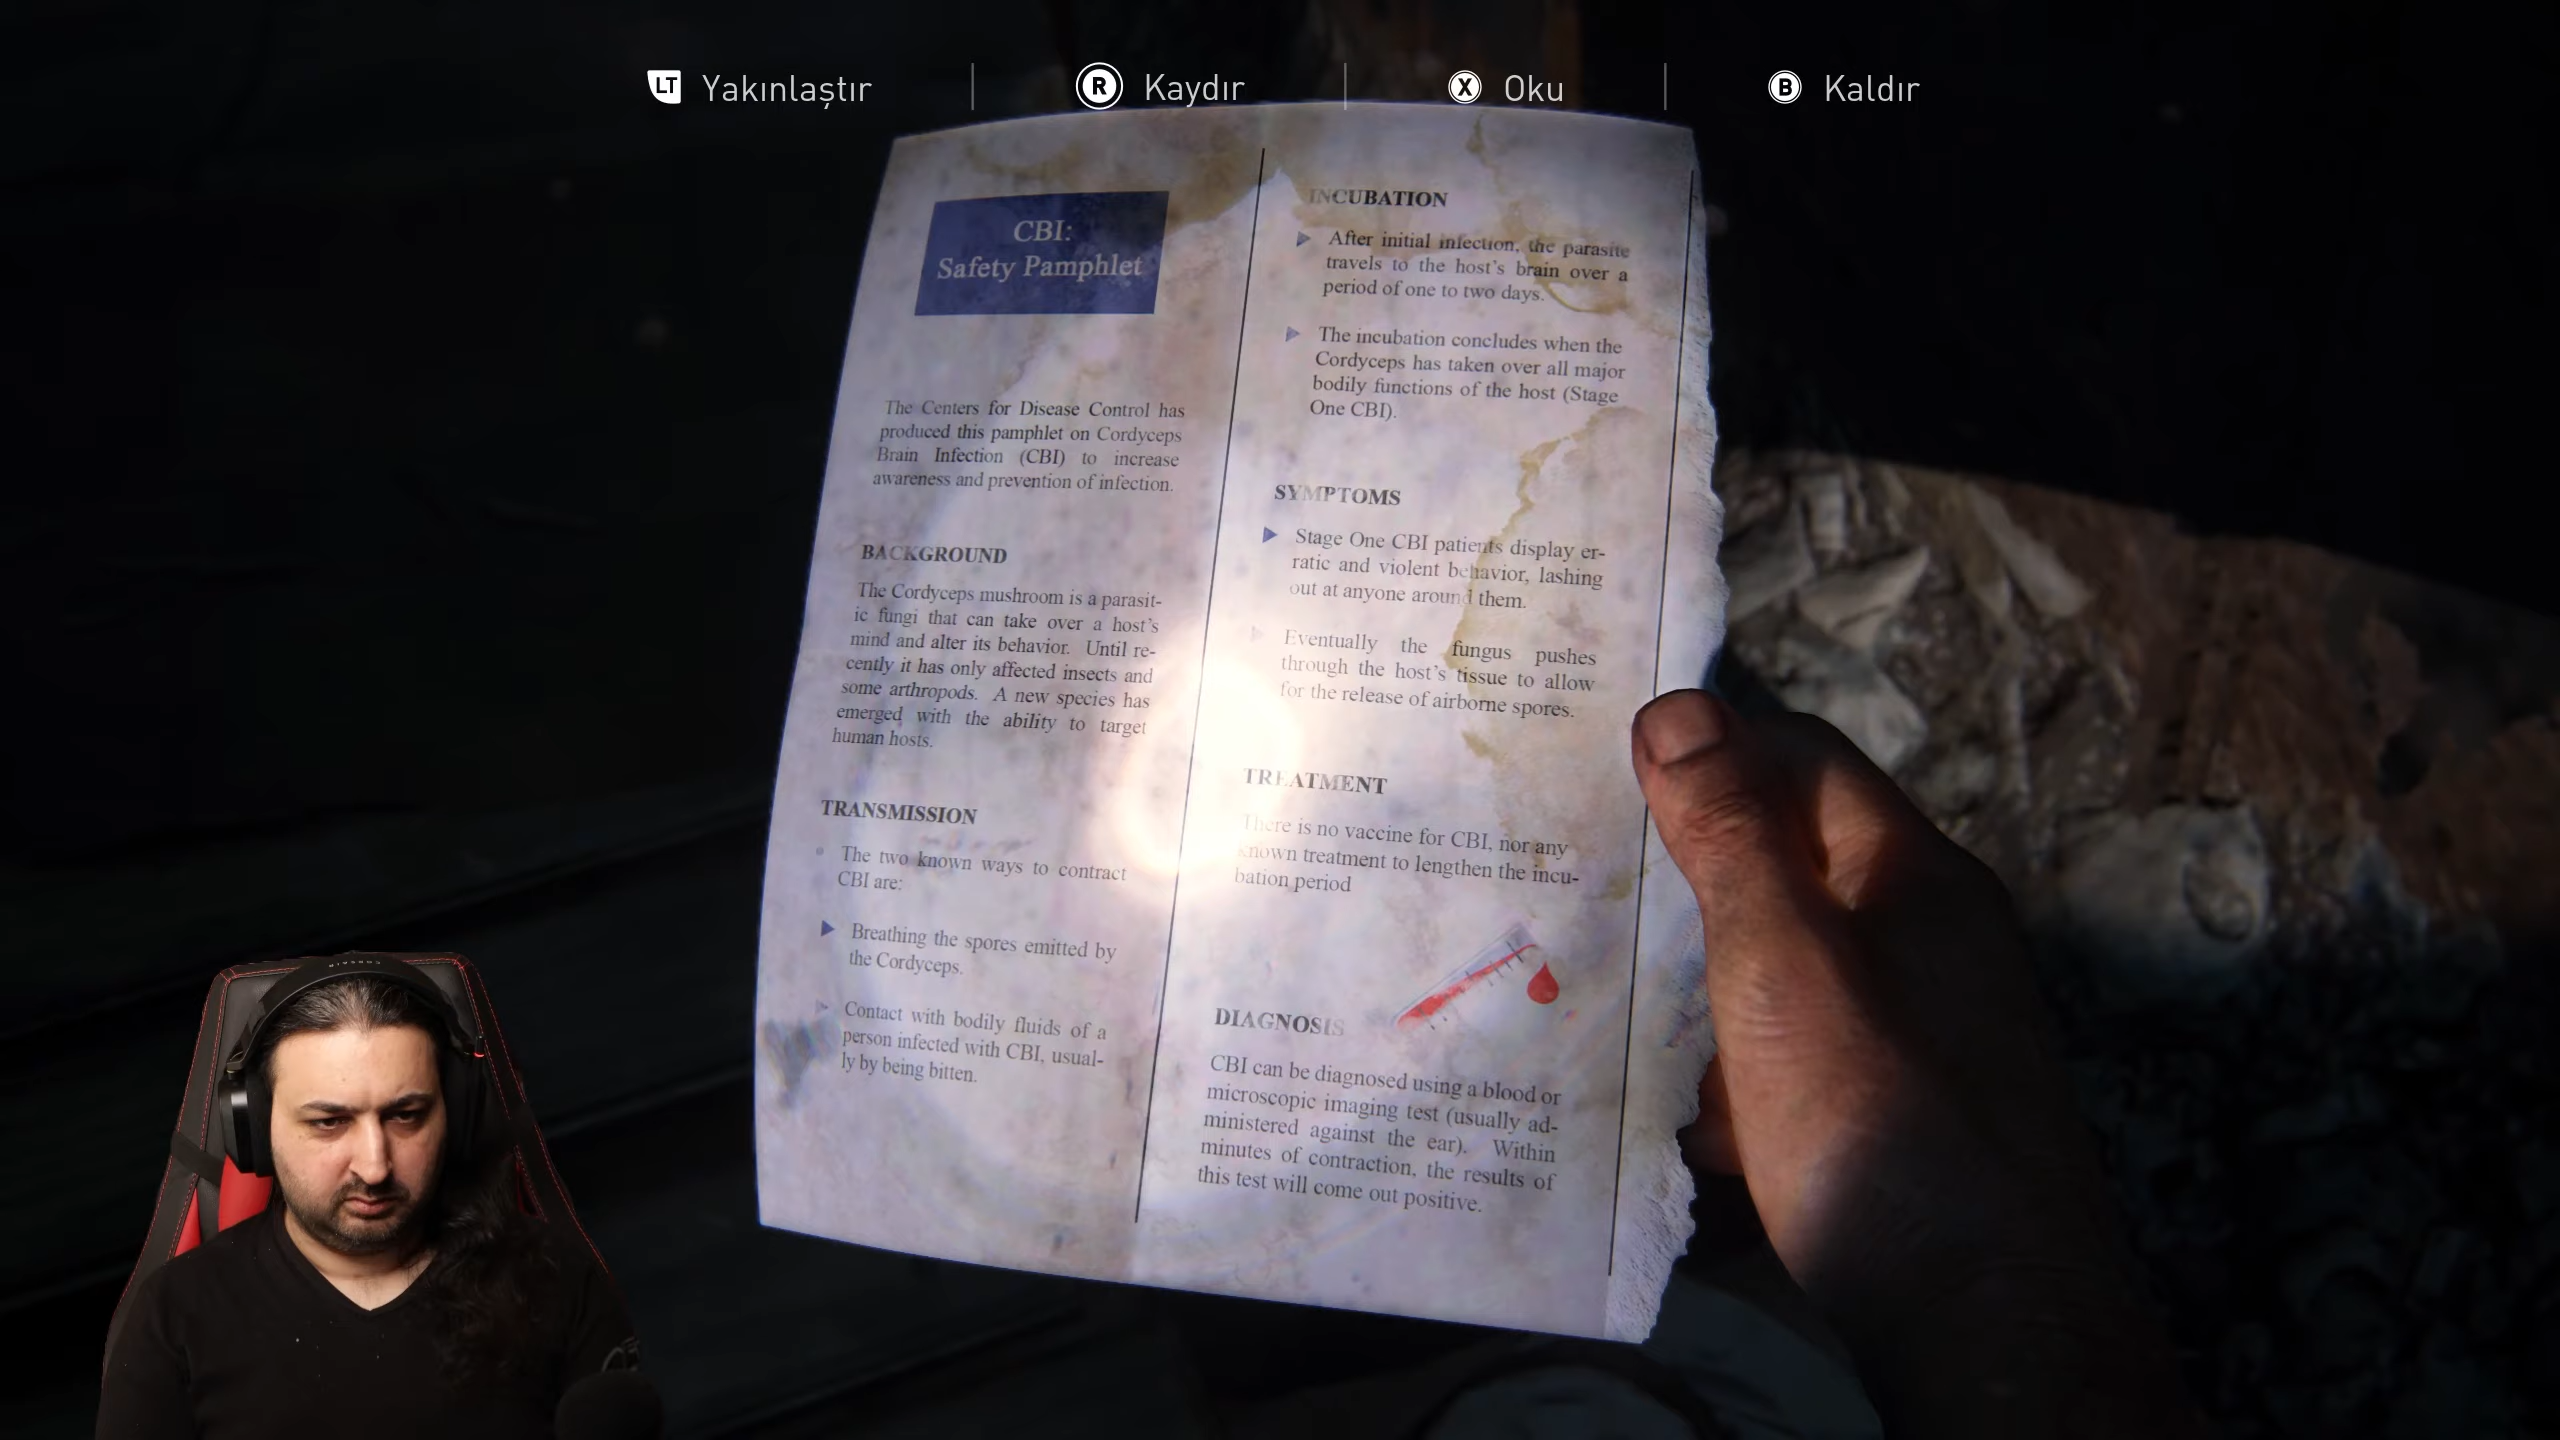 LT Yakınlaştır
R Kaydır
X Oku
B Kaldır
CBI:
Safety Pamphlet
The Centers for Disease Control has
produced this pamphlet on Cordyceps
Brain Infection (CBI) to increase
awareness and prevention of infection.
BACKGROUND
The Cordyceps mushroom is a parasit-
ic fungi that can take over a host's
mind and alter its behavior. Until re-
cently it has only affected insects and
some arthropods. A new species has
emerged with the ability to target
human hosts.
TRANSMISSION
The two known ways to contract
CBI are:
Breathing the spores emitted by
the Cordyceps.
Contact with bodily fluids of a
person infected with CBI, usual-
ly by being bitten.
INCUBATION
After initial infection, the parasite
travels to the host's brain over a
period of one to two days.
The incubation concludes when the
Cordyceps has taken over all major
bodily functions of the host (Stage
One CBI).
SYMPTOMS
Stage One CBI patients display er-
ratic and violent behavior, lashing
out at anyone around them.
Eventually the fungus pushes
through the host's tissue to allow
for the release of airborne spores.
TREATMENT
There is no vaccine for CBI, nor any
known treatment to lengthen the incu-
bation period
DIAGNOSIS
CBI can be diagnosed using a blood or
microscopic imaging test (usually ad-
ministered against the ear). Within
minutes of contraction, the results of
this test will come out positive.